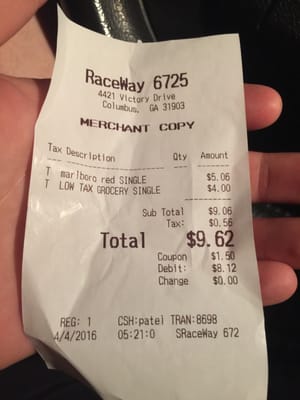 RaceWay 6725
4421 Victory Drive
Columbus, GA 31903
MERCHANT COPY
Tax Description Qty Amount
T marlboro red SINGLE $5.06
T LOW TAX GROCERY SINGLE $4.00
Sub Total $9.06
Tax: $0.56
Total $9.62
Coupon $1.50
Debit: $8.12
Change $0.00
REG: 1 CSH:patel TRAN:8698
4/4/2016 05:21:0 SRaceWay 672